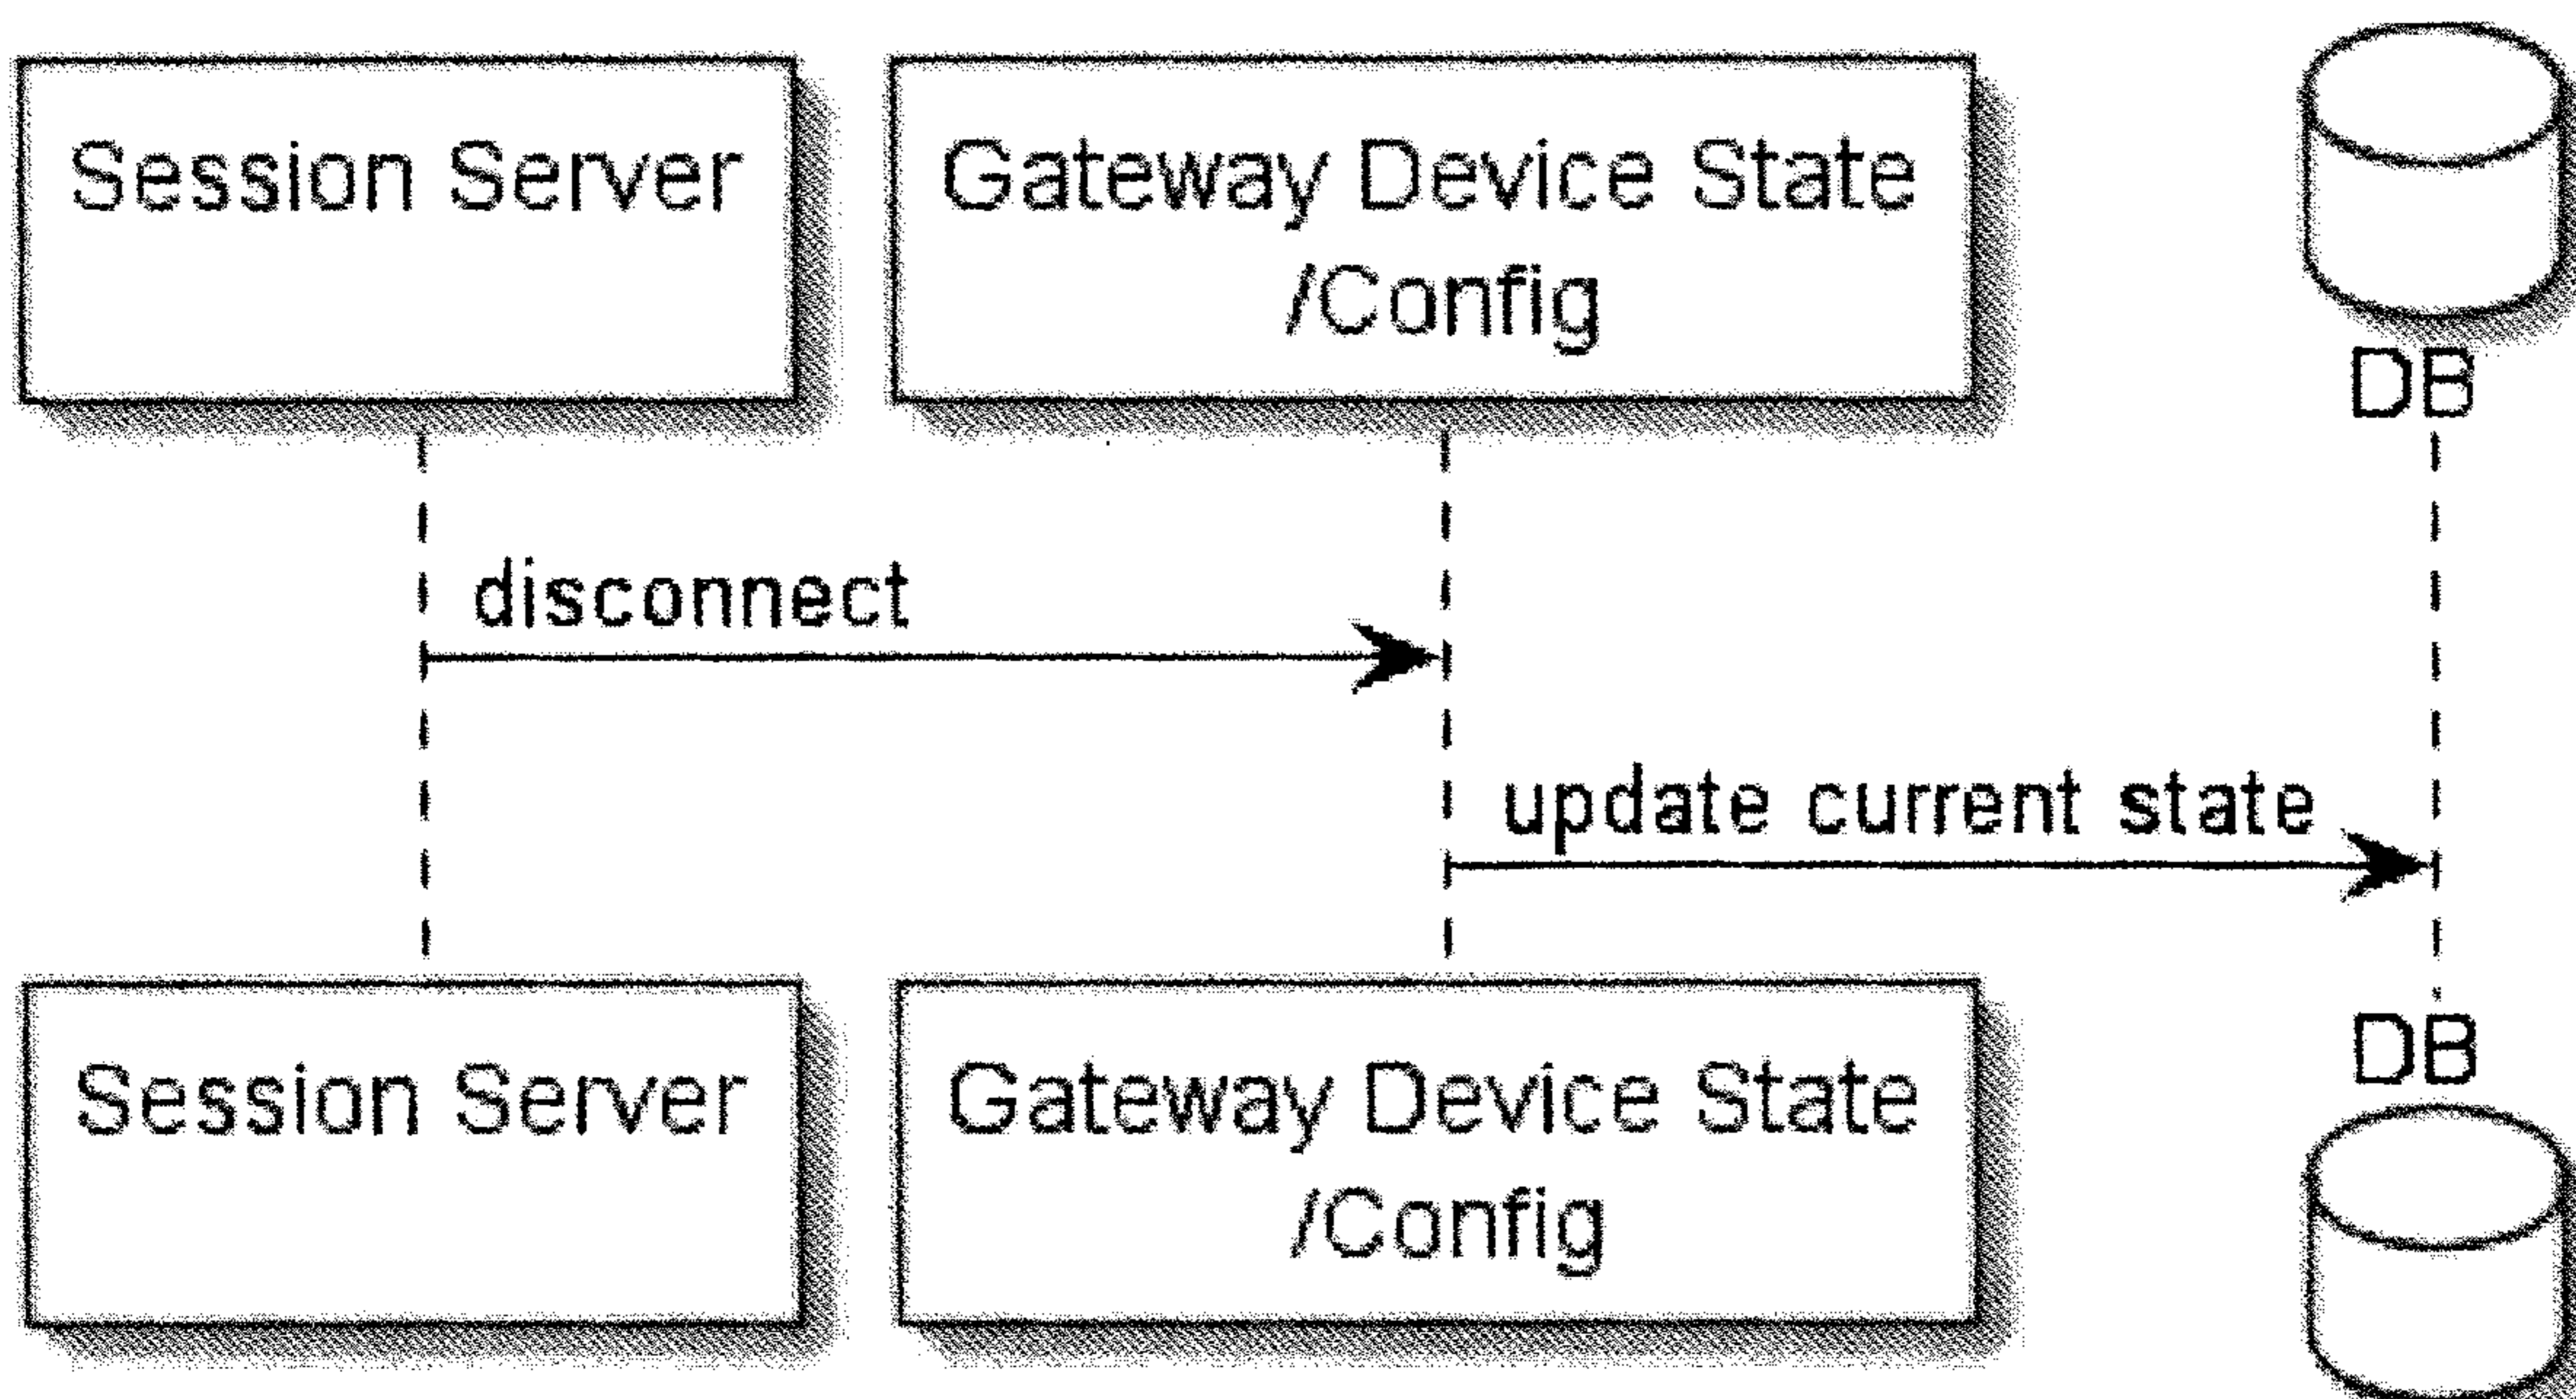 Session Server
Gateway Device State
/Config
DB
disconnect
update current state
Session Server
Gateway Device State
/Config
DB